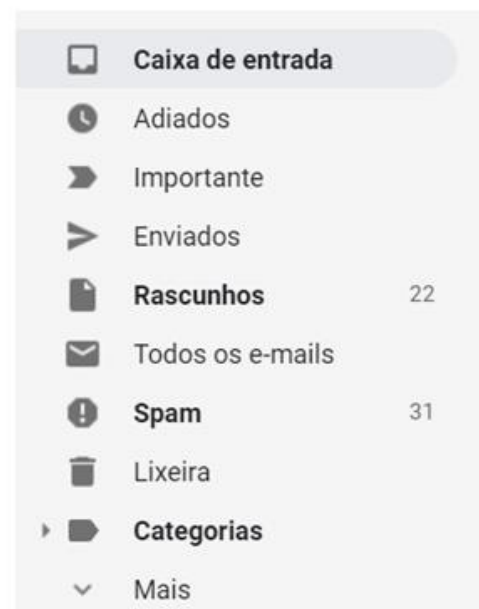 Caixa de entrada
Adiados
Importante
Enviados
Rascunhos 22
Todos os e-mails
Spam 31
Lixeira
Categorias
Mais